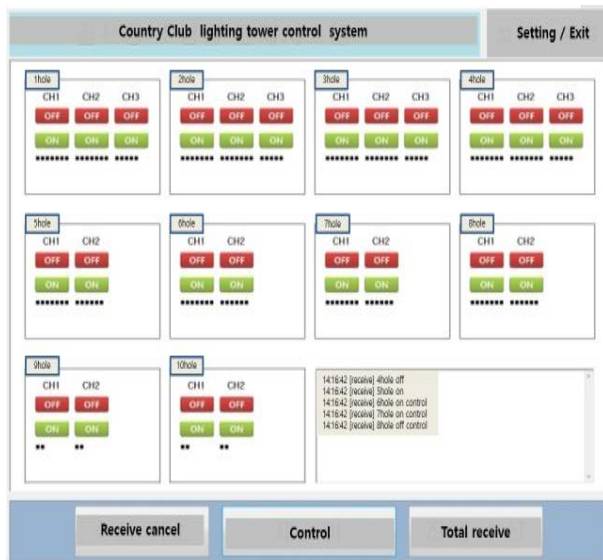 Country Club lighting tower control system
Setting / Exit
1hole
CH1 CH2 CH3
OFF OFF OFF
ON ON ON
2hole
CH1 CH2 CH3
OFF OFF OFF
ON ON ON
3hole
CH1 CH2 CH3
OFF OFF OFF
ON ON ON
4hole
CH1 CH2 CH3
OFF OFF OFF
ON ON ON
5hole
CH1 CH2
OFF OFF
ON ON
6hole
CH1 CH2
OFF OFF
ON ON
7hole
CH1 CH2
OFF OFF
ON ON
8hole
CH1 CH2
OFF OFF
ON ON
9hole
CH1 CH2
OFF OFF
ON ON
10hole
CH1 CH2
OFF OFF
ON ON
14:16:42 [receive] 4hole off
14:16:42 [receive] 5hole on
14:16:42 [receive] 6hole on control
14:16:42 [receive] 7hole on control
14:16:42 [receive] 8hole off control
Receive cancel
Control
Total receive